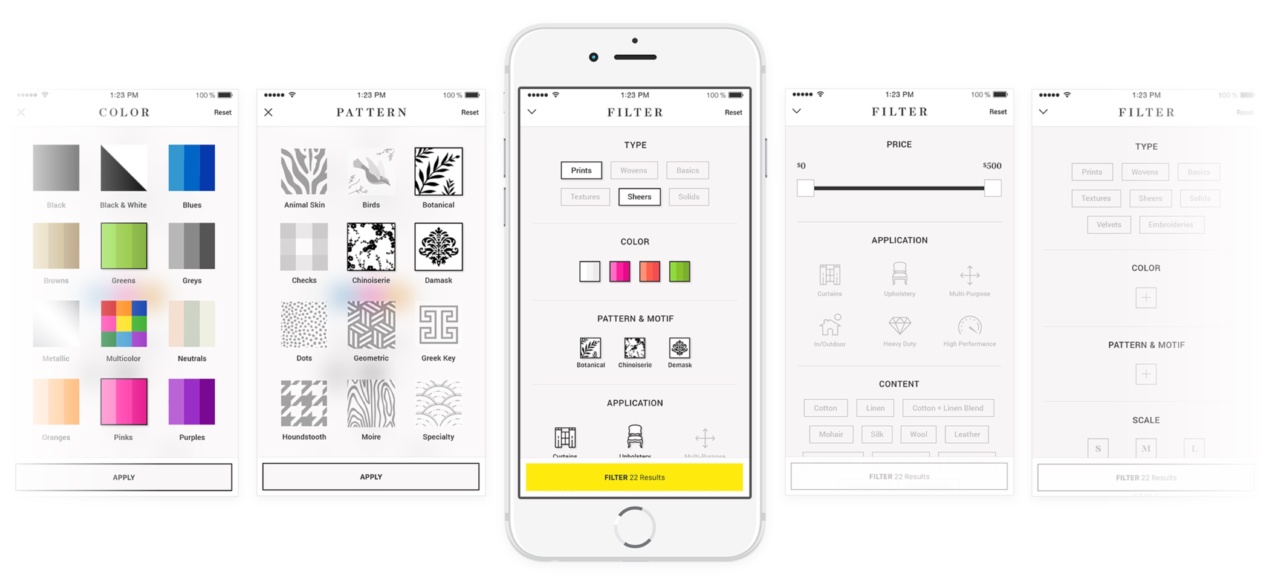 1:23 PM
COLOR
Reset
Black
Black & White
Blues
Browns
Greens
Greys
Metallic
Multicolor
Neutrals
Oranges
Pinks
Purples
APPLY
1:23 PM
100 %
PATTERN
Reset
Animal Skin
Birds
Botanical
Checks
Chinoiserie
Damask
Dots
Geometric
Greek Key
Houndstooth
Moire
Specialty
APPLY
1:23 PM
100 %
FILTER
Reset
TYPE
Prints
Wovens
Basics
Textures
Sheers
Solids
COLOR
PATTERN & MOTIF
Botanical
Chinoiserie
Demask
APPLICATION
Curtains
Upholstery
Multi-Purpose
FILTER 22 Results
1:23 PM
100 %
FILTER
Reset
PRICE
$0
$500
APPLICATION
Curtains
Upholstery
Multi-Purpose
In/Outdoor
Heavy Duty
High Performance
CONTENT
Cotton
Linen
Cotton + Linen Blend
Mohair
Silk
Wool
Leather
FILTER 22 Results
1:23 PM
100 %
FILTER
Reset
TYPE
Prints
Wovens
Basics
Textures
Sheers
Solids
Velvets
Embroideries
COLOR
PATTERN & MOTIF
SCALE
S
M
L
FILTER 22 Results